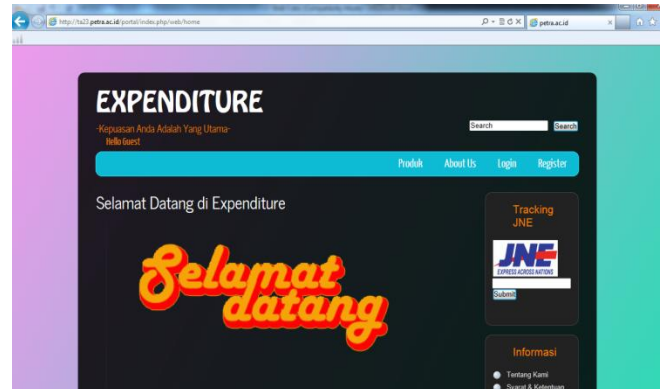 http://ta23.petra.ac.id/portal/index.php/web/home
petra.ac.id
EXPENDITURE
-Kepuasan Anda Adalah Yang Utama-
Hello Guest
Search
Search
Produk
About Us
Login
Register
Selamat Datang di Expenditure
Selamat
datang
Tracking
JNE
JNE
EXPRESS ACROSS NATIONS
Submit
Informasi
Tentang Kami
Syarat & Ketentuan